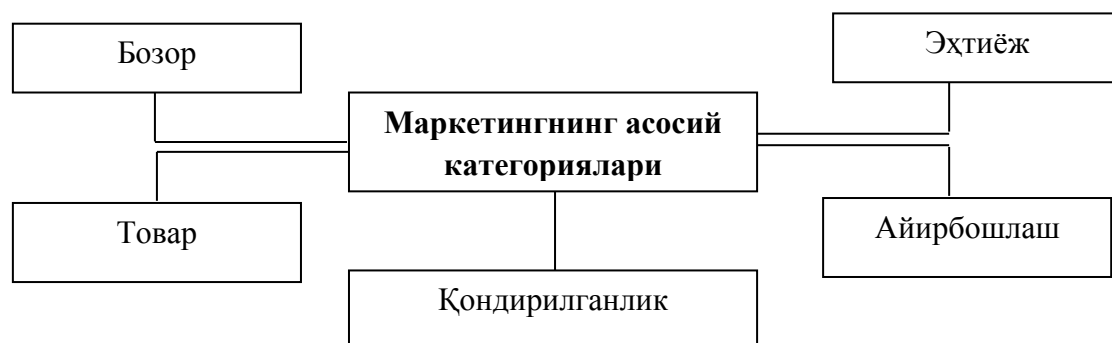 Бозор
Эҳтиёж
Маркетингнинг асосий
категориялари
Товар
Айирбошлаш
Қондирилганлик